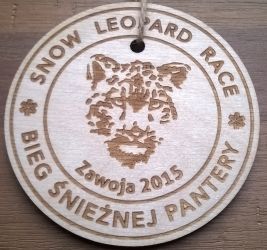 SNOW LEOPARD RACE
Zawoja 2015
BIEG ŚNIEŻNEJ PANTERY